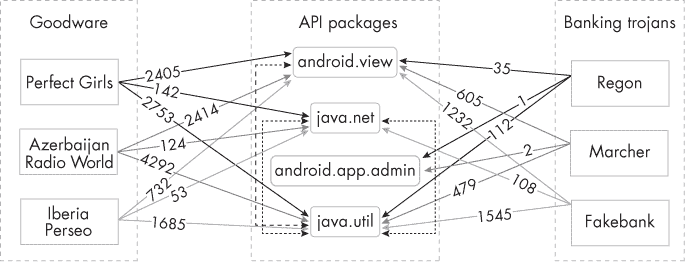 Goodware
API packages
Banking trojans
Perfect Girls
Azerbaijan
Radio World
Iberia
Perseo
2405
142
2753
2414
124
4292
732
53
1685
android.view
java.net
android.app.admin
java.util
35
605
1232
1
112
2
479
108
1545
Regon
Marcher
Fakebank